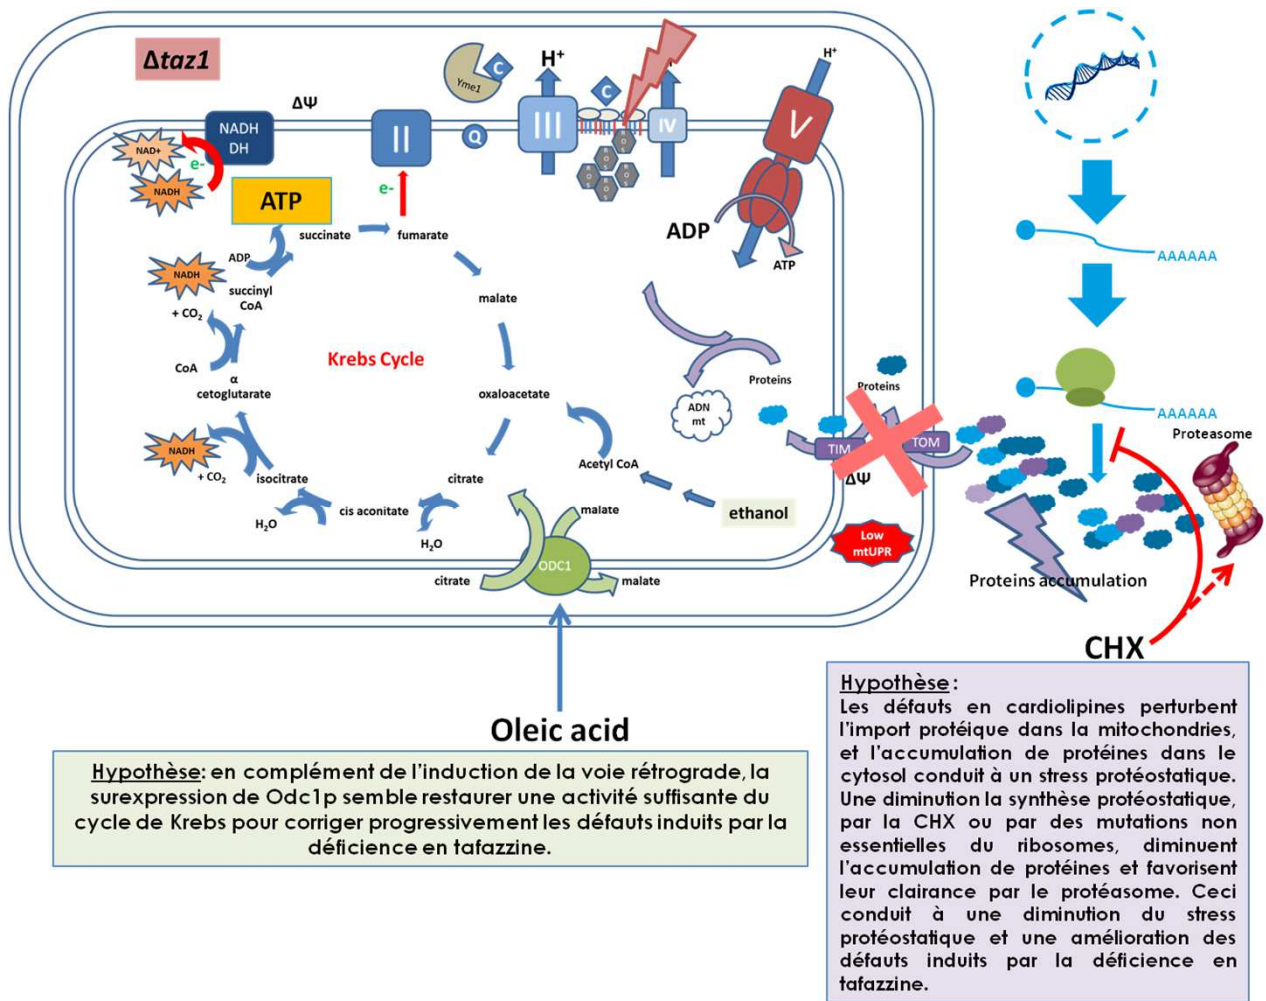 Δtaz1
ΔΨ
Yme1
C
H⁺
C
H⁺
NADH
DH
II
Q
III
IV
V
NAD+
e-
NADH
ROS
ROS
ROS
ROS
ROS
ROS
e-
ATP
succinate
fumarate
ADP
ATP
ADP
NADH
succinyl
CoA
+ CO₂
malate
CoA
α
cetoglutarate
Krebs Cycle
oxaloacetate
Proteins
ADN
mt
Proteins
TIM
TOM
ΔΨ
NADH
+ CO₂
isocitrate
citrate
Acetyl CoA
cis aconitate
H₂O
H₂O
malate
ethanol
Low
mtUPR
citrate
ODC1
malate
AAAAAA
AAAAAA
Proteasome
Proteins accumulation
CHX
Oleic acid
Hypothèse: en complément de l'induction de la voie rétrograde, la
surexpression de Odc1p semble restaurer une activité suffisante du
cycle de Krebs pour corriger progressivement les défauts induits par la
déficience en tafazzine.
Hypothèse :
Les défauts en cardiolipines perturbent
l'import protéique dans la mitochondries,
et l'accumulation de protéines dans le
cytosol conduit à un stress protéostatique.
Une diminution la synthèse protéostatique,
par la CHX ou par des mutations non
essentielles du ribosomes, diminuent
l'accumulation de protéines et favorisent
leur clairance par le protéasome. Ceci
conduit à une diminution du stress
protéostatique et une amélioration des
défauts induits par la déficience en
tafazzine.